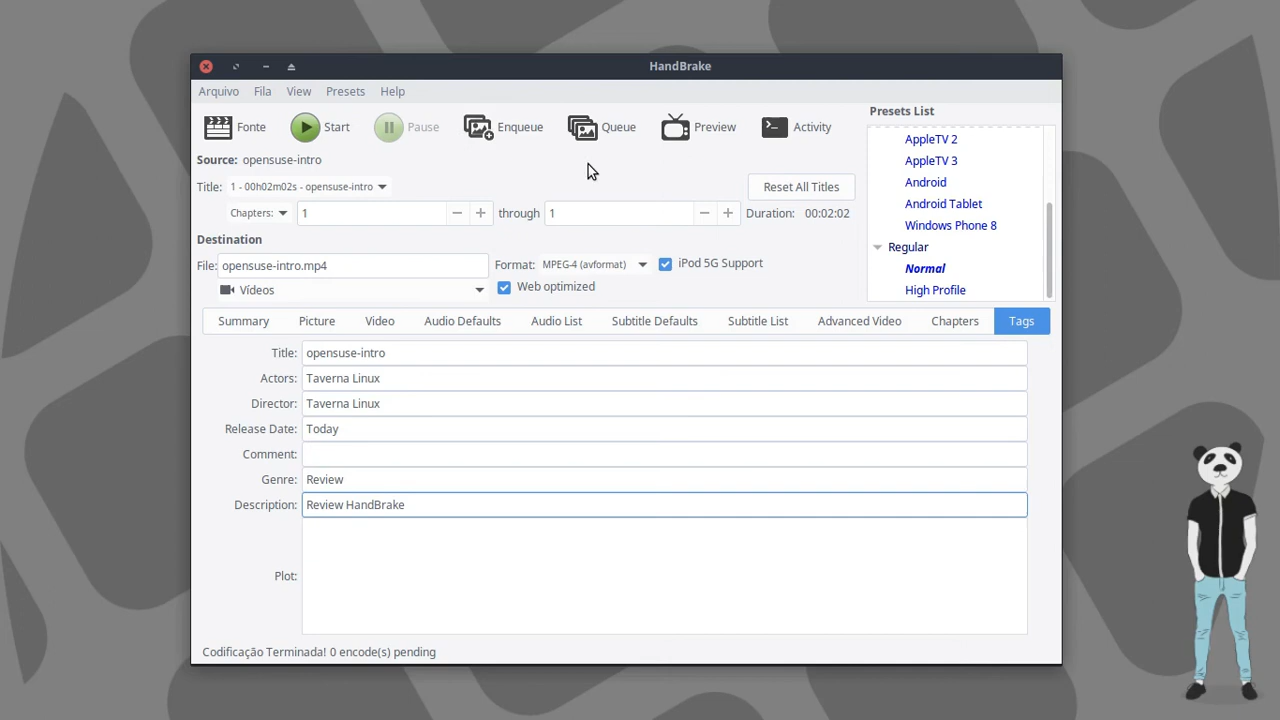 HandBrake
Arquivo Fila View Presets Help
Fonte Start Pause Enqueue Queue Preview Activity
Source: opensuse-intro
Title: 1 - 00h02m02s - opensuse-intro Reset All Titles
Chapters: 1 through 1 Duration: 00:02:02
Destination
File: opensuse-intro.mp4 Format: MPEG-4 (avformat) iPod 5G Support
Vídeos Web optimized
Presets List
AppleTV 2
AppleTV 3
Android
Android Tablet
Windows Phone 8
Regular
Normal
High Profile
Summary Picture Video Audio Defaults Audio List Subtitle Defaults Subtitle List Advanced Video Chapters Tags
Title: opensuse-intro
Actors: Taverna Linux
Director: Taverna Linux
Release Date: Today
Comment:
Genre: Review
Description: Review HandBrake
Plot:
Codificação Terminada! 0 encode(s) pending